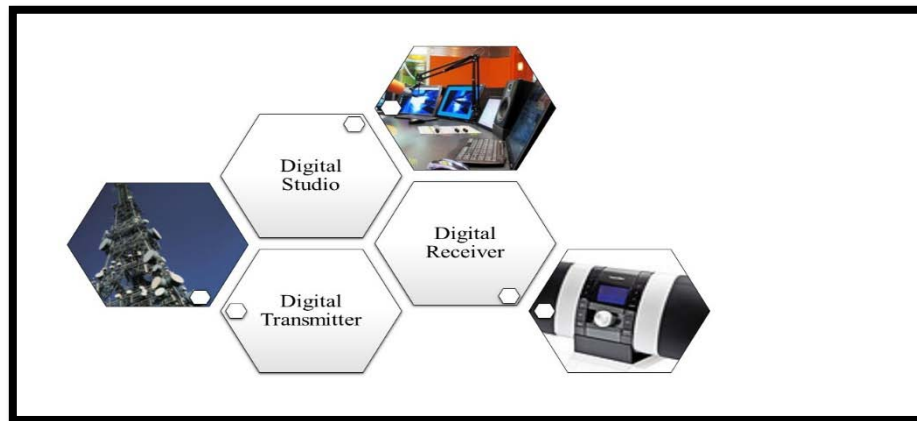 Digital
Studio
Digital
Receiver
Digital
Transmitter